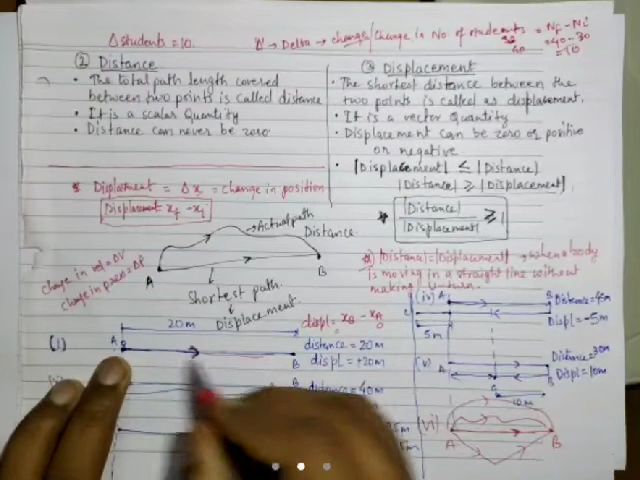 Δ students = 10.
Δ → Delta → change/Change in No. of students = Nf - Ni
= 40 - 30
= 10
② Distance
• The total path length covered
between two points is called distance
• It is a scalar Quantity
• Distance can never be zero
③ Displacement
• The shortest distance between the
two points is called as displacement.
• It is a vector Quantity
• Displacement can be zero or positive
or negative
• |Displacement| ≤ |Distance|
|Distance| ≥ |Displacement|
* Displacement = Δx = change in position
Displacement = xf - xi
* |Distance| / |Displacement| ≥ 1
→ Actual path
Distance
change in vol = ΔV
change in press = ΔP
A
B
Shortest path.
↳ Displacement.
|Distance| = |Displacement| → when a body
is moving in a straight line without
making U-turn.
20m
displ = xB - xA
(i)
A
B
distance = 20m
displ = +20m
distance = 40m
(iv)
A
B
Distance = 45m
Displ = -5m
5m
(v)
A
B
Distance = 30m
Displ = 10m
C
10m
(vi)
A
B